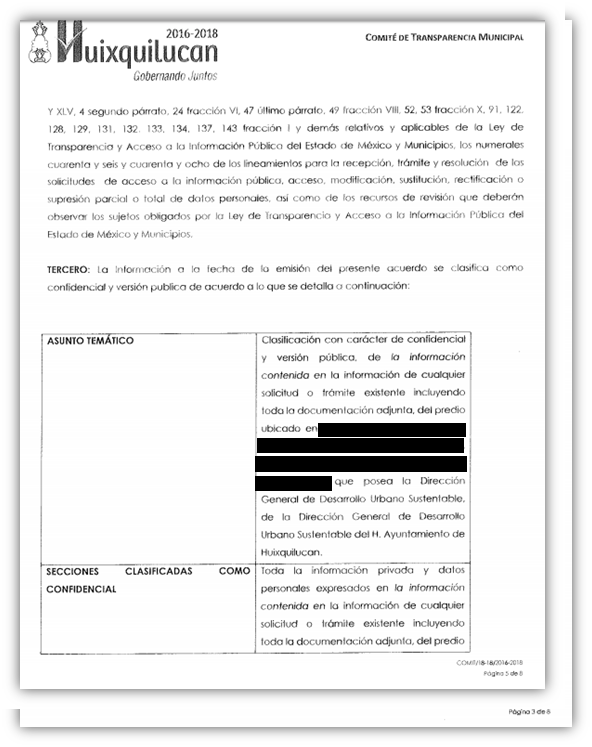 2016-2018
Huixquilucan
Gobernando Juntos
COMITÉ DE TRANSPARENCIA MUNICIPAL
Y XLV, 4 segundo párrafo, 24 fracción VI, 47 último párrafo, 49 fracción VIII, 52, 53 fracción X, 91, 122,
128, 129, 131, 132, 133, 134, 137, 143 fracción I y demás relativos y aplicables de la Ley de
Transparencia y Acceso a la Información Pública del Estado de México y Municipios, los numerales
cuarenta y seis y cuarenta y ocho de los lineamientos para la recepción, trámite y resolución de las
solicitudes de acceso a la información pública, acceso, modificación, sustitución, rectificación o
supresión parcial o total de datos personales, así como de los recursos de revisión que deberán
observar los sujetos obligados por la Ley de Transparencia y Acceso a la Información Pública del
Estado de México y Municipios.
TERCERO: La Información a la fecha de la emisión del presente acuerdo se clasifica como
confidencial y versión publica de acuerdo a lo que se detalla a continuación:
ASUNTO TEMÁTICO
Clasificación con carácter de confidencial
y versión pública, de la información
contenida en la información de cualquier
solicitud o trámite existente incluyendo
toda la documentación adjunta, del predio
ubicado en
que posea la Dirección
General de Desarrollo Urbano Sustentable,
de la Dirección General de Desarrollo
Urbano Sustentable del H. Ayuntamiento de
Huixquilucan.
SECCIONES CLASIFICADAS COMO
CONFIDENCIAL
Toda la información privada y datos
personales expresados en la información
contenida en la información de cualquier
solicitud o trámite existente incluyendo
toda la documentación adjunta, del predio
COMIT/18-18/2016-2018
Página 5 de 8
Página 3 de 8